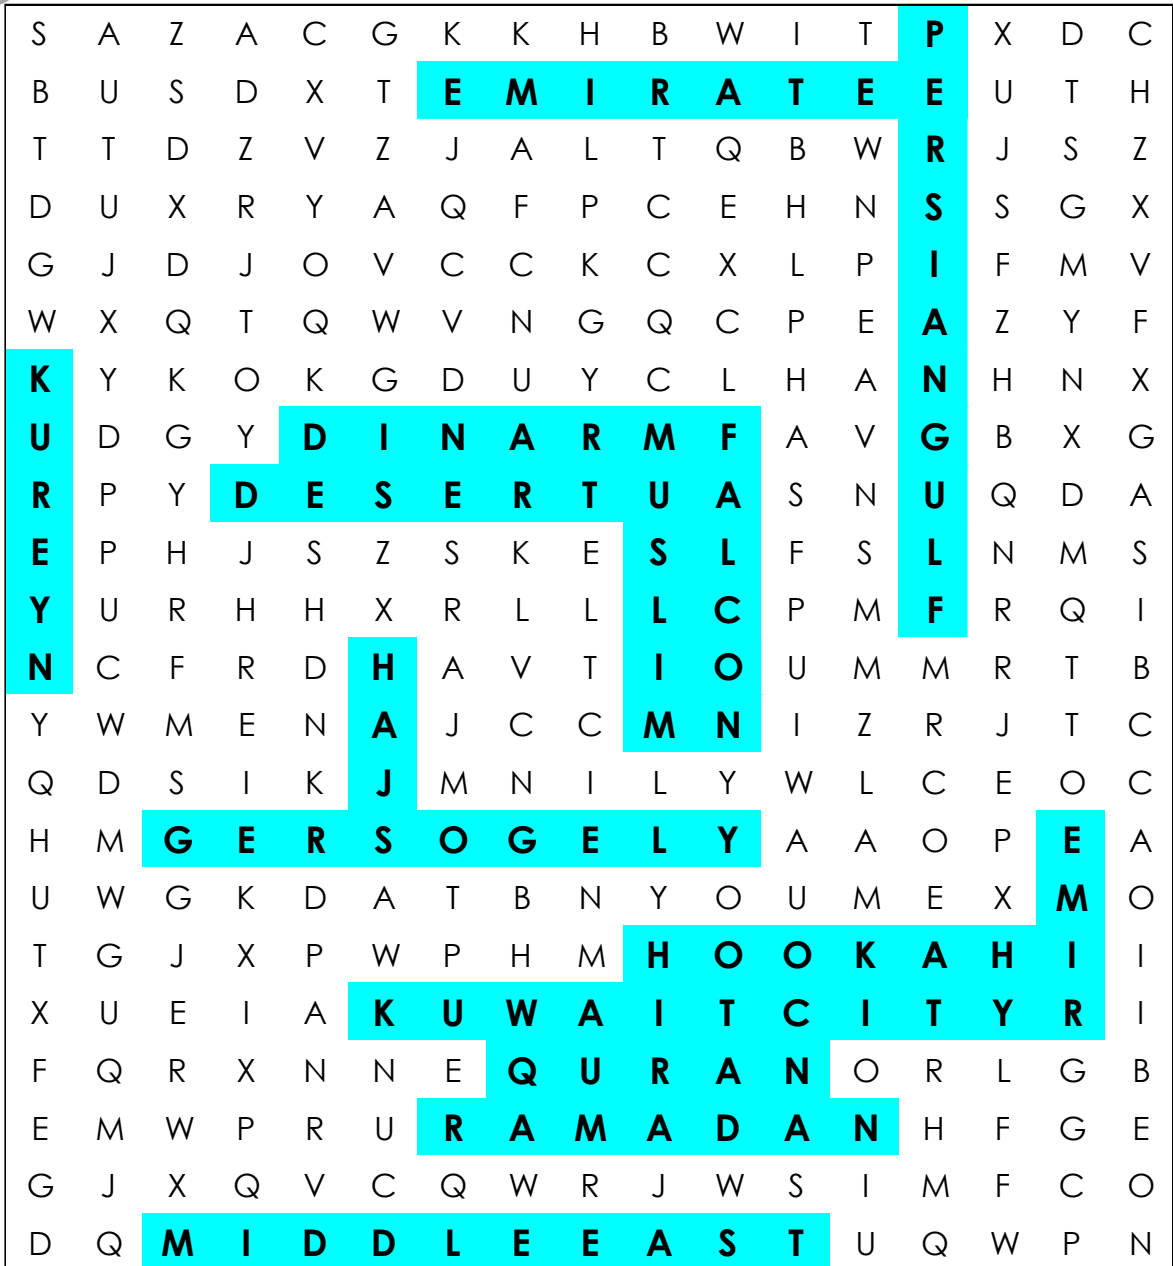 S A Z A C G K K H B W I T P X D C
B U S D X T E M I R A T E E U T H
T T D Z V Z J A L T Q B W R J S Z
D U X R Y A Q F P C E H N S S G X
G J D J O V C C K C X L P I F M V
W X Q T Q W V N G Q C P E A Z Y F
K Y K O K G D U Y C L H A N H N X
U D G Y D I N A R M F A V G B X G
R P Y D E S E R T U A S N U Q D A
E P H J S Z S K E S L F S L N M S
Y U R H H X R L L L C P M F R Q I
N C F R D H A V T I O U M M R T B
Y W M E N A J C C M N I Z R J T C
Q D S I K J M N I L Y W L C E O C
H M G E R S O G E L Y A A O P E A
U W G K D A T B N Y O U M E X M O
T G J X P W P H M H O O K A H I I
X U E I A K U W A I T C I T Y R I
F Q R X N N E Q U R A N O R L G B
E M W P R U R A M A D A N H F G E
G J X Q V C Q W R J W S I M F C O
D Q M I D D L E E A S T U Q W P N